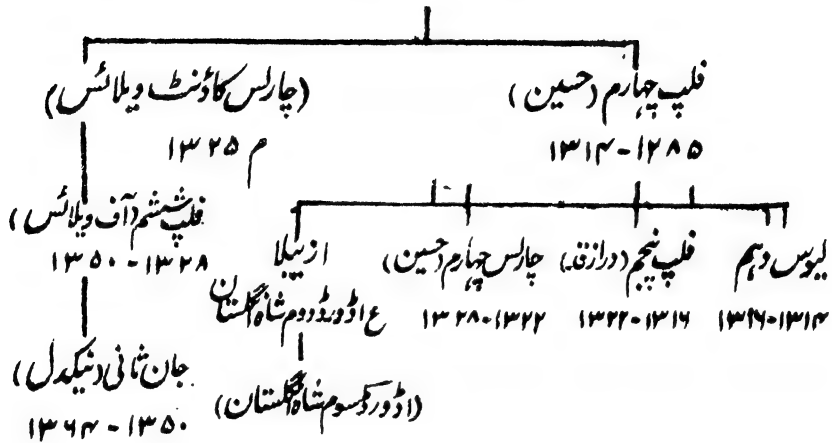 فلپ چہارم (حسین)
۱۲۸۵-۱۳۱۴
(چارلس کاؤنٹ ویلائس)
م ۱۳۲۵
لیوس دہم
۱۳۱۴-۱۳۱۶
فلپ پنجم (درازقد)
۱۳۱۶-۱۳۲۲
چارلس چہارم (حسین)
۱۳۲۲-۱۳۲۸
ازبیلا
ع اڈورڈ دوم شاہ انگلستان
(اڈورڈ سوم شاہ انگلستان)
فلپ ششم (آف ویلائس)
۱۳۲۸-۱۳۵۰
جان ثانی (نیکدل)
۱۳۵۰-۱۳۶۴